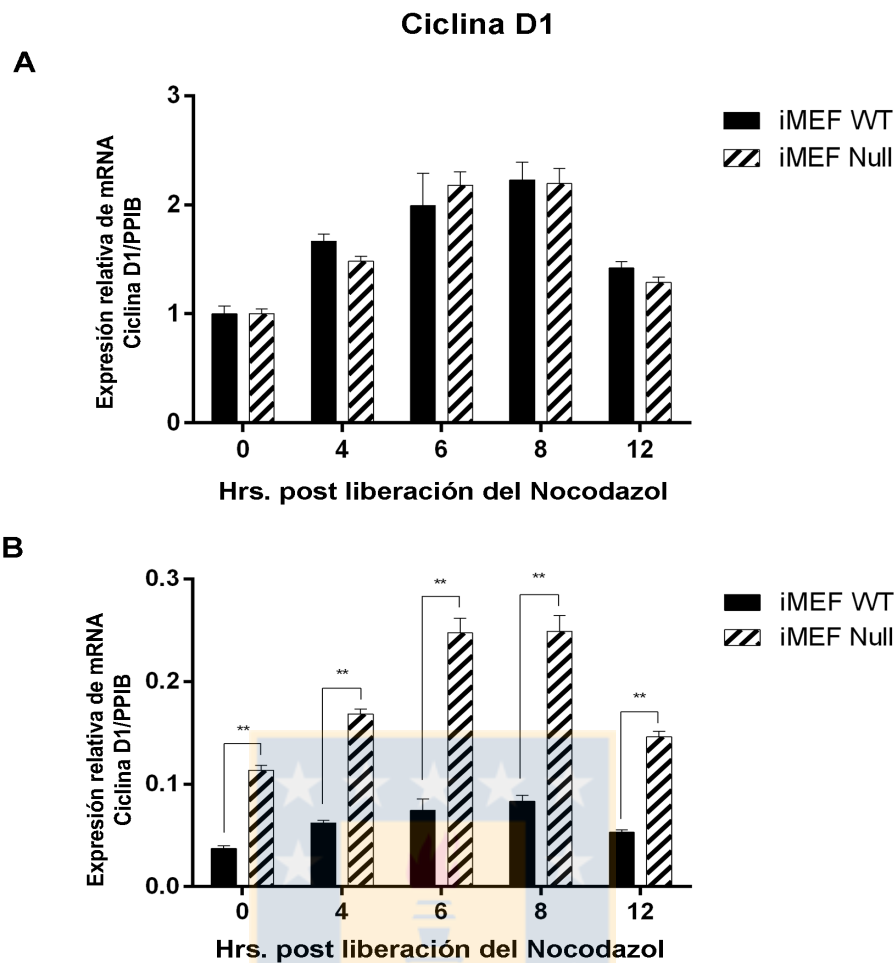 Ciclina D1
A
Expresión relativa de mRNA
Ciclina D1/PPIB
3
2
1
0
0 4 6 8 12
Hrs. post liberación del Nocodazol
iMEF WT
iMEF Null
B
Expresión relativa de mRNA
Ciclina D1/PPIB
0.3
0.2
0.1
0.0
** ** ** ** **
0 4 6 8 12
Hrs. post liberación del Nocodazol
iMEF WT
iMEF Null